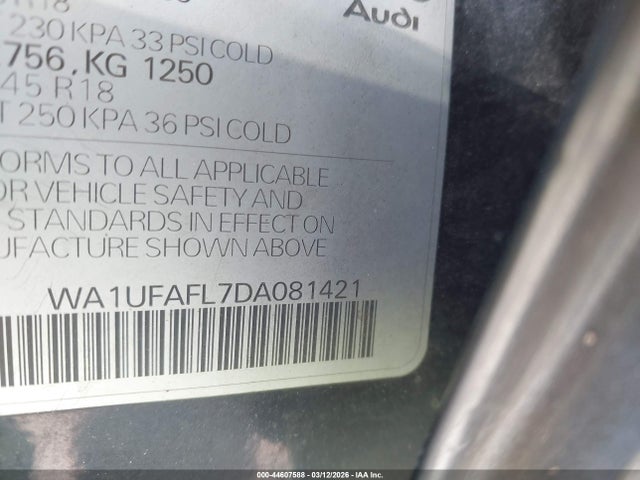 R18
Audi
230 KPA 33 PSI COLD
756, KG 1250
45 R18
T 250 KPA 36 PSI COLD
ORMS TO ALL APPLICABLE
OR VEHICLE SAFETY AND
STANDARDS IN EFFECT ON
UFACTURE SHOWN ABOVE
WA1UFAFL7DA081421
000-44607588 - 03/12/2026 - IAA Inc.